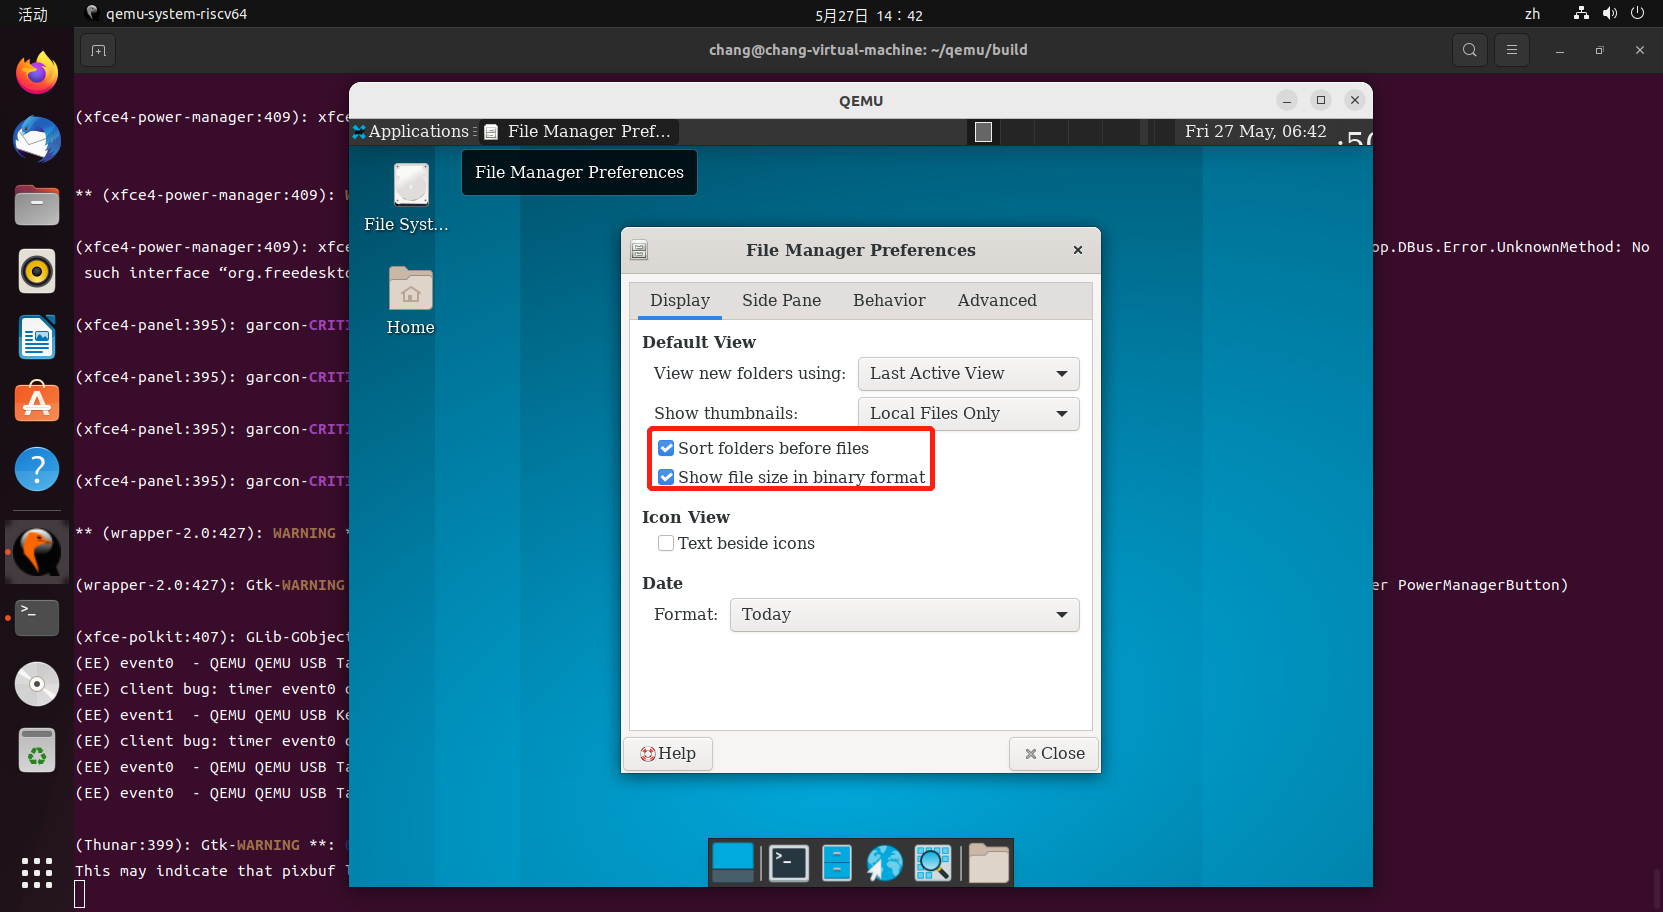 活动 qemu-system-riscv64 5月27日 14：42 zh
chang@chang-virtual-machine: ~/qemu/build
QEMU
Applications File Manager Pref... Fri 27 May, 06:42
File Manager Preferences
File Syst...
Home
(xfce4-power-manager:409): xfce
** (xfce4-power-manager:409):
(xfce4-power-manager:409): xfce op.DBus.Error.UnknownMethod: No
such interface “org.freedeskto
(xfce4-panel:395): garcon-CRITI
(xfce4-panel:395): garcon-CRITI
(xfce4-panel:395): garcon-CRITI
(xfce4-panel:395): garcon-CRITI
** (wrapper-2.0:427): WARNING *
(wrapper-2.0:427): Gtk-WARNING er PowerManagerButton)
(xfce-polkit:407): GLib-GObject
(EE) event0 - QEMU QEMU USB Ta
(EE) client bug: timer event0
(EE) event1 - QEMU QEMU USB Ke
(EE) client bug: timer event0
(EE) event0 - QEMU QEMU USB Ta
(EE) event0 - QEMU QEMU USB Ta
(Thunar:399): Gtk-WARNING **:
This may indicate that pixbuf
File Manager Preferences
Display Side Pane Behavior Advanced
Default View
View new folders using: Last Active View
Show thumbnails: Local Files Only
Sort folders before files
Show file size in binary format
Icon View
Text beside icons
Date
Format: Today
Help Close